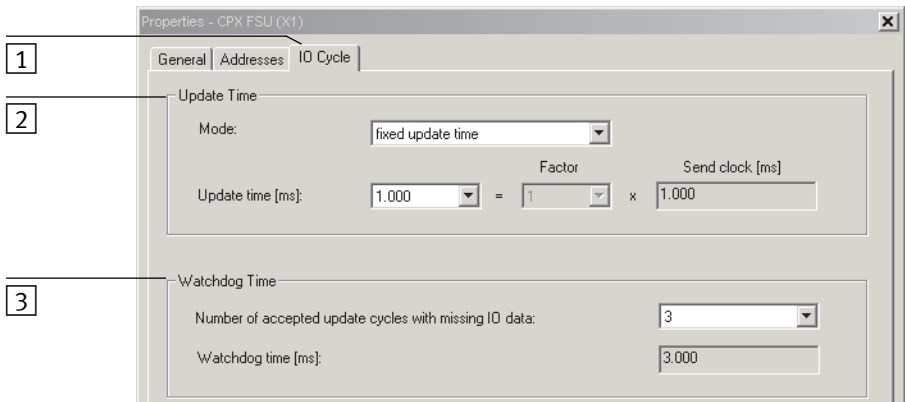 Properties - CPX FSU (X1)
1
General Addresses IO Cycle
2
Update Time
Mode: fixed update time
Factor Send clock [ms]
Update time [ms]: 1.000 = 1 x 1.000
3
Watchdog Time
Number of accepted update cycles with missing IO data: 3
Watchdog time [ms]: 3.000